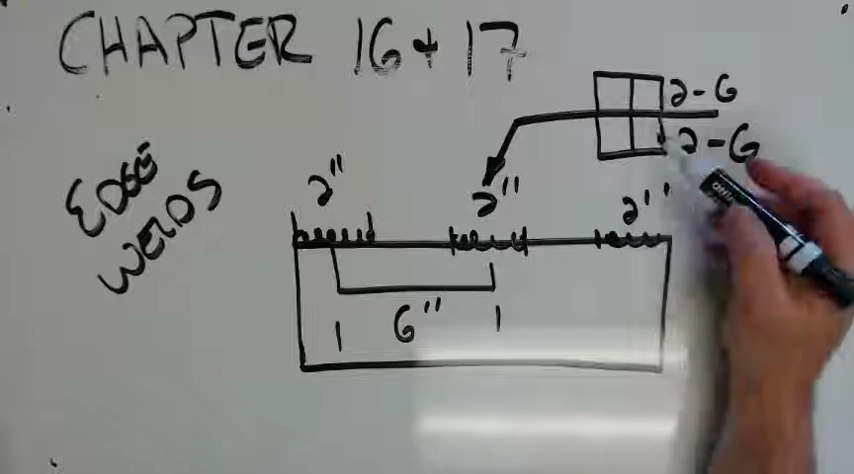 CHAPTER 16 + 17
EDGE
WELDS
2-6
2-6
2"
2"
2"
6"